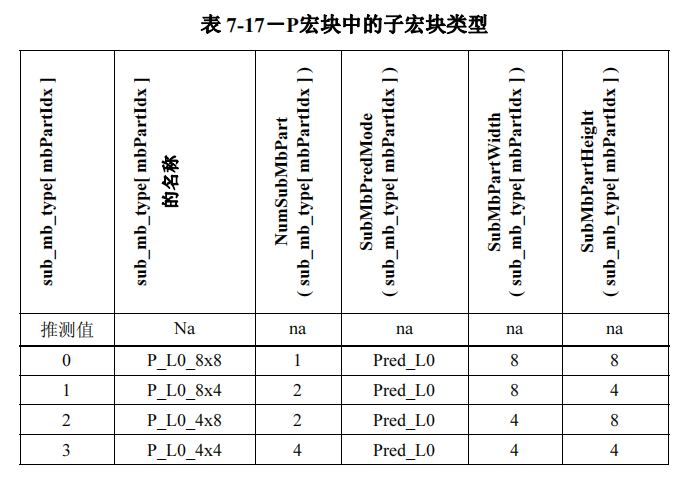 表 7-17－P宏块中的子宏块类型
sub_mb_type[ mbPartIdx ]
sub_mb_type[ mbPartIdx ]
的名称
NumSubMbPart
( sub_mb_type[ mbPartIdx ] )
SubMbPredMode
( sub_mb_type[ mbPartIdx ] )
SubMbPartWidth
( sub_mb_type[ mbPartIdx ] )
SubMbPartHeight
( sub_mb_type[ mbPartIdx ] )
推测值 Na na na na na
0 P_L0_8x8 1 Pred_L0 8 8
1 P_L0_8x4 2 Pred_L0 8 4
2 P_L0_4x8 2 Pred_L0 4 8
3 P_L0_4x4 4 Pred_L0 4 4